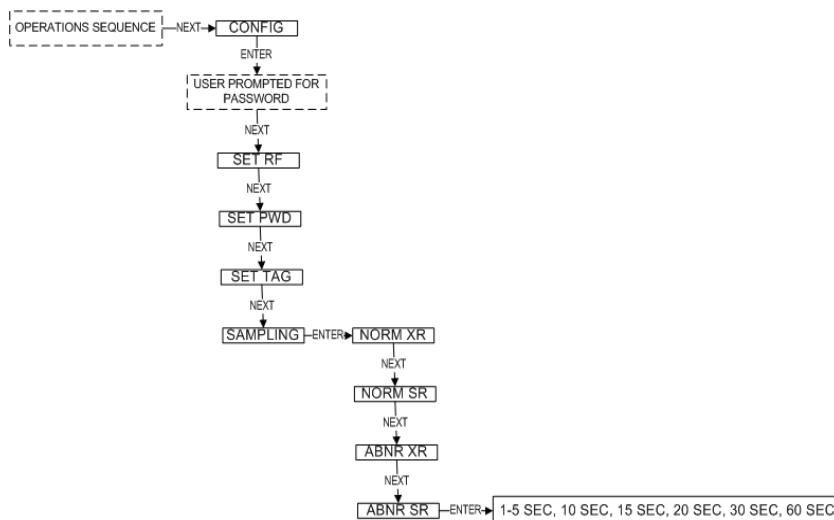 OPERATIONS SEQUENCE
NEXT
CONFIG
ENTER
USER PROMPTED FOR
PASSWORD
NEXT
SET RF
NEXT
SET PWD
NEXT
SET TAG
NEXT
SAMPLING
ENTER
NORM XR
NEXT
NORM SR
NEXT
ABNR XR
NEXT
ABNR SR
ENTER
1-5 SEC, 10 SEC, 15 SEC, 20 SEC, 30 SEC, 60 SEC